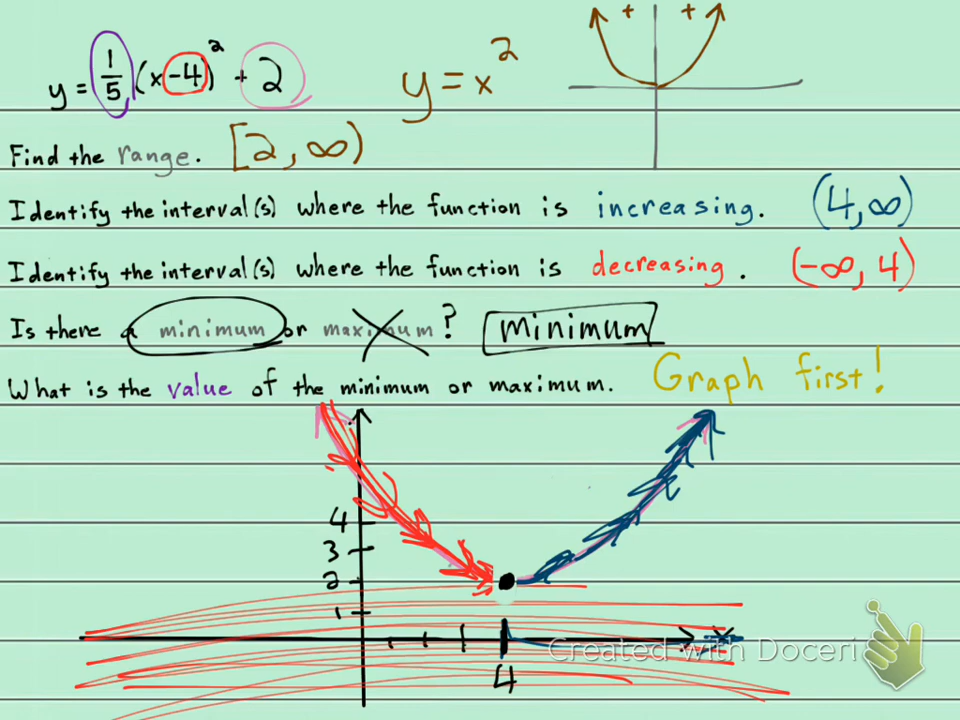 y = 1/5 (x - 4)² + 2 y = x²
+ +
Find the range. [2, ∞)
Identify the interval(s) where the function is increasing. (4, ∞)
Identify the interval(s) where the function is decreasing. (-∞, 4)
Is there a minimum or maximum? minimum
What is the value of the minimum or maximum. Graph first!
4
3
2
1
x
4
Created with Doceri